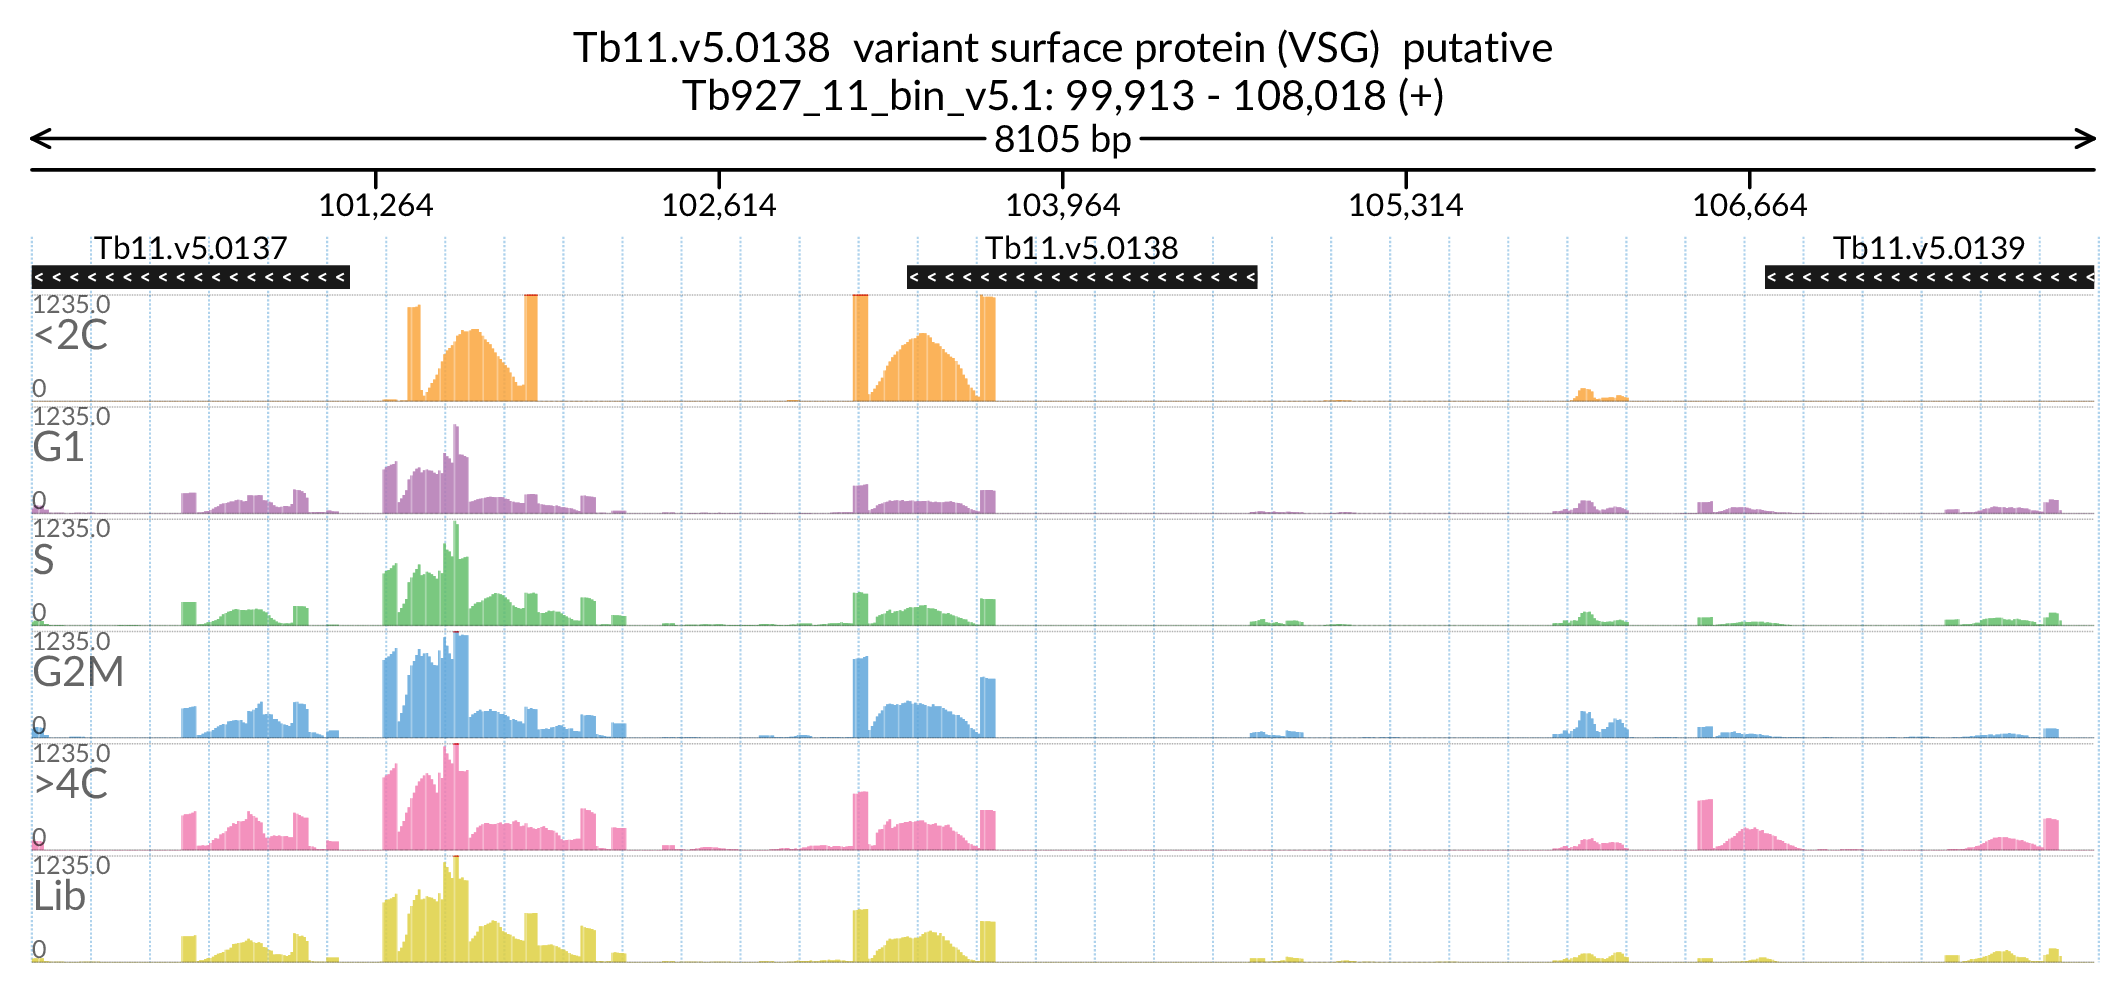 Tb11.v5.0138 variant surface protein (VSG) putative
Tb927_11_bin_v5.1: 99,913 - 108,018 (+)
8105 bp
101,264 102,614 103,964 105,314 106,664
Tb11.v5.0137 Tb11.v5.0138 Tb11.v5.0139
1235.0
<2C
0
1235.0
G1
0
1235.0
S
0
1235.0
G2M
0
1235.0
>4C
0
1235.0
Lib
0